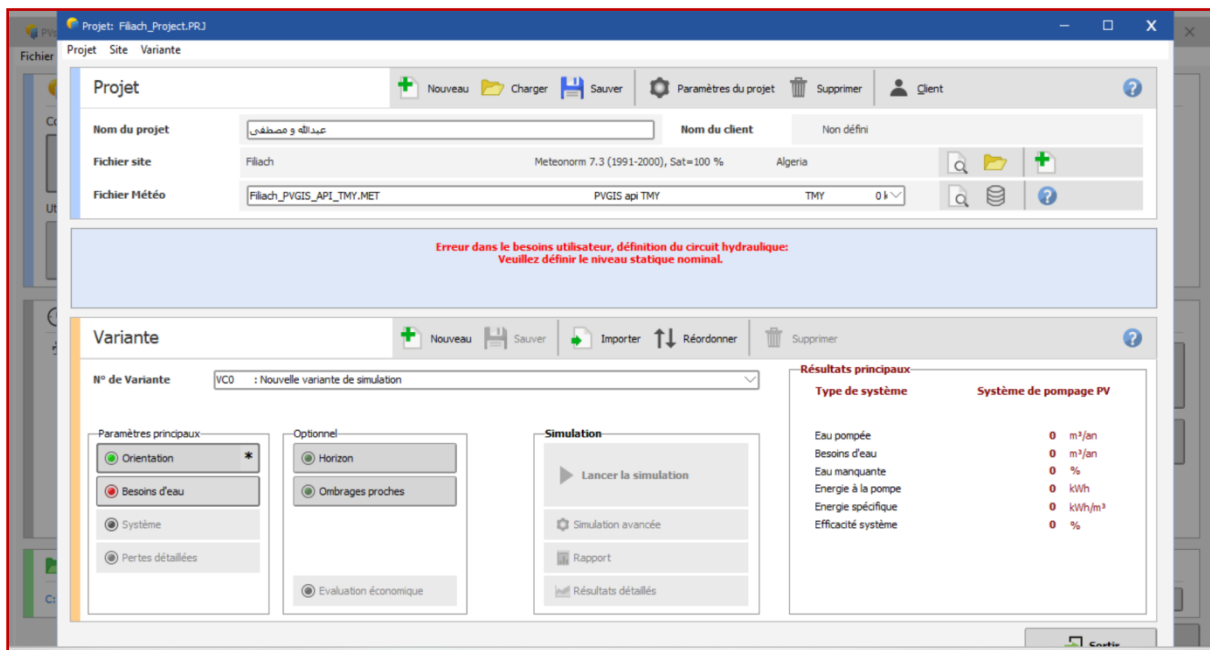 Projet: Filiach_Project.PRJ
Fichier
Projet Site Variante
Projet
Nouveau Charger Sauver Paramètres du projet Supprimer Client
Nom du projet عبدالله و مصطفى Nom du client Non défini
Fichier site Filiach Meteonorm 7.3 (1991-2000), Sat=100 % Algeria
Fichier Météo Filiach_PVGIS_API_TMY.MET PVGIS api TMY TMY
Erreur dans le besoins utilisateur, définition du circuit hydraulique:
Veuillez définir le niveau statique nominal.
Variante
Nouveau Sauver Importer Réordonner Supprimer
N° de Variante VC0 : Nouvelle variante de simulation
Paramètres principaux
Orientation *
Besoins d'eau
Système
Pertes détaillées
Optionnel
Horizon
Ombrages proches
Evaluation économique
Simulation
Lancer la simulation
Simulation avancée
Rapport
Résultats détaillés
Résultats principaux
Type de système Système de pompage PV
Eau pompée 0 m³/an
Besoins d'eau 0 m³/an
Eau manquante 0 %
Energie à la pompe 0 kWh
Energie spécifique 0 kWh/m³
Efficacité système 0 %
Sortir